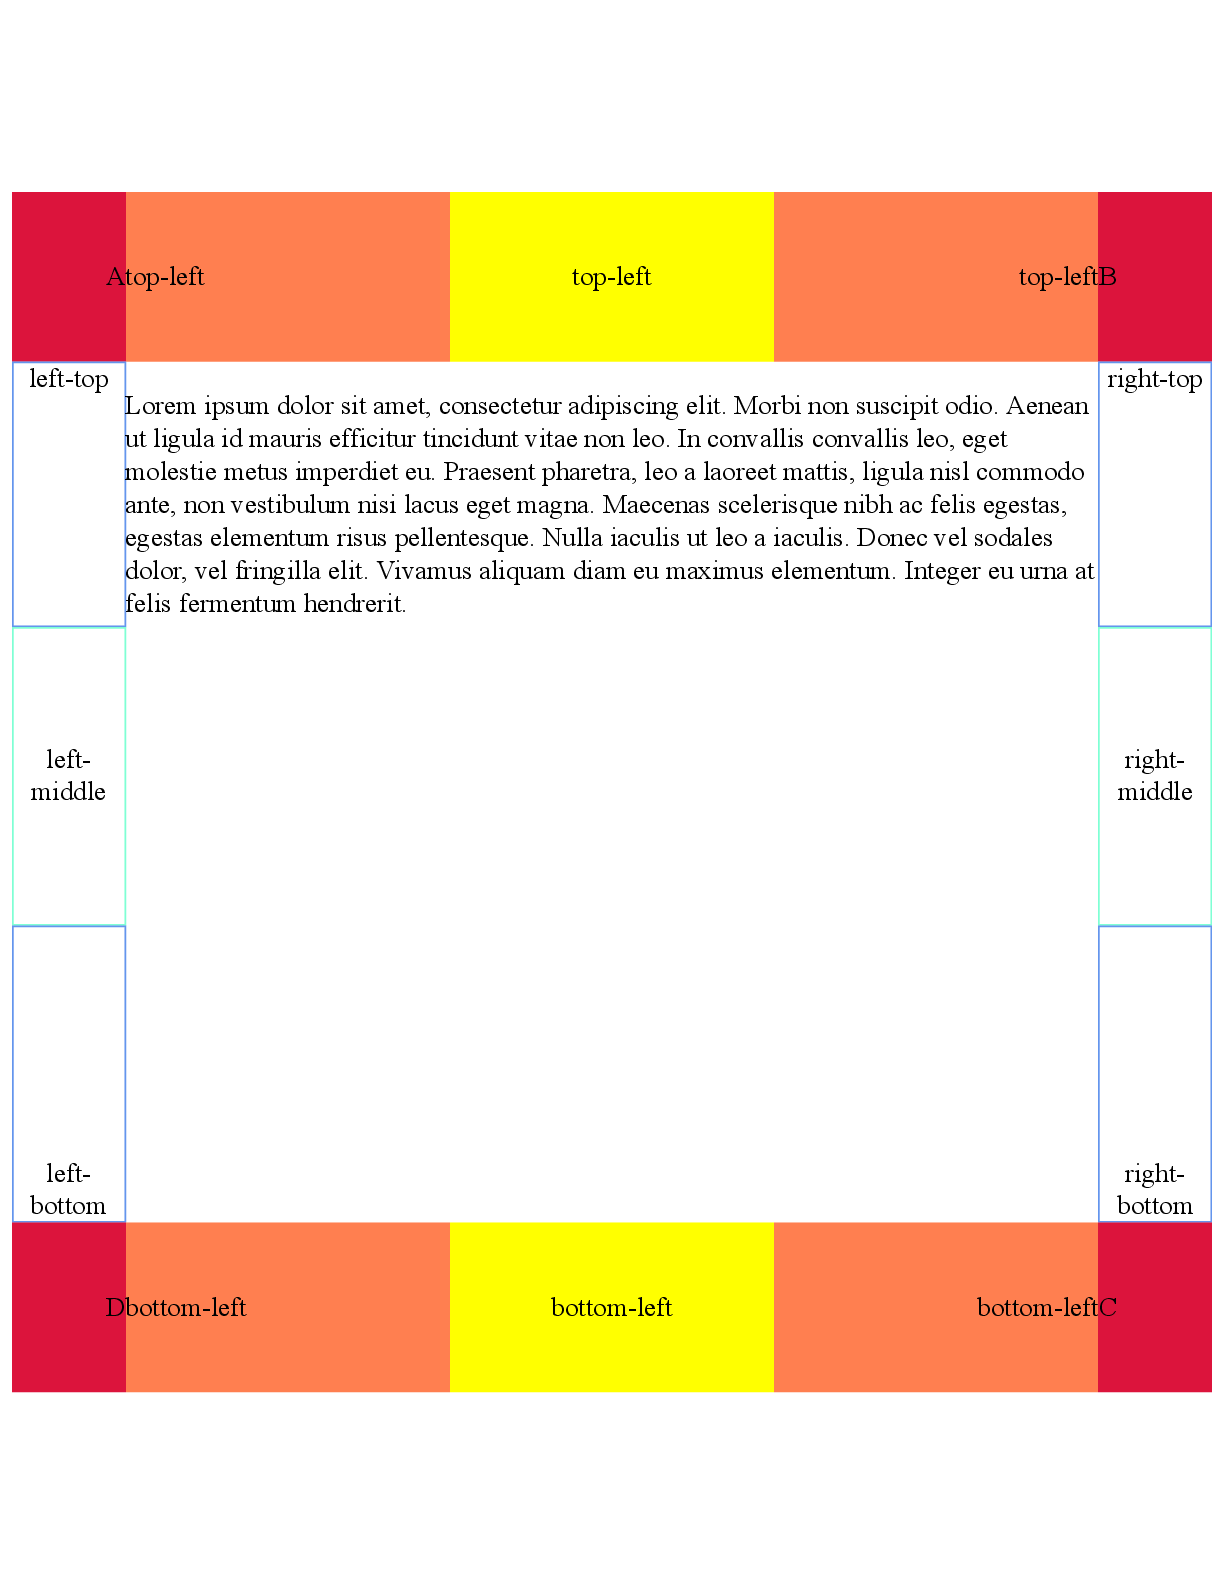 Atop-left top-left top-leftB
left-top
right-top
Lorem ipsum dolor sit amet, consectetur adipiscing elit. Morbi non suscipit odio. Aenean
ut ligula id mauris efficitur tincidunt vitae non leo. In convallis convallis leo, eget
molestie metus imperdiet eu. Praesent pharetra, leo a laoreet mattis, ligula nisl commodo
ante, non vestibulum nisi lacus eget magna. Maecenas scelerisque nibh ac felis egestas,
egestas elementum risus pellentesque. Nulla iaculis ut leo a iaculis. Donec vel sodales
dolor, vel fringilla elit. Vivamus aliquam diam eu maximus elementum. Integer eu urna at
felis fermentum hendrerit.
left-
middle
right-
middle
left-
bottom
right-
bottom
Dbottom-left bottom-left bottom-leftC